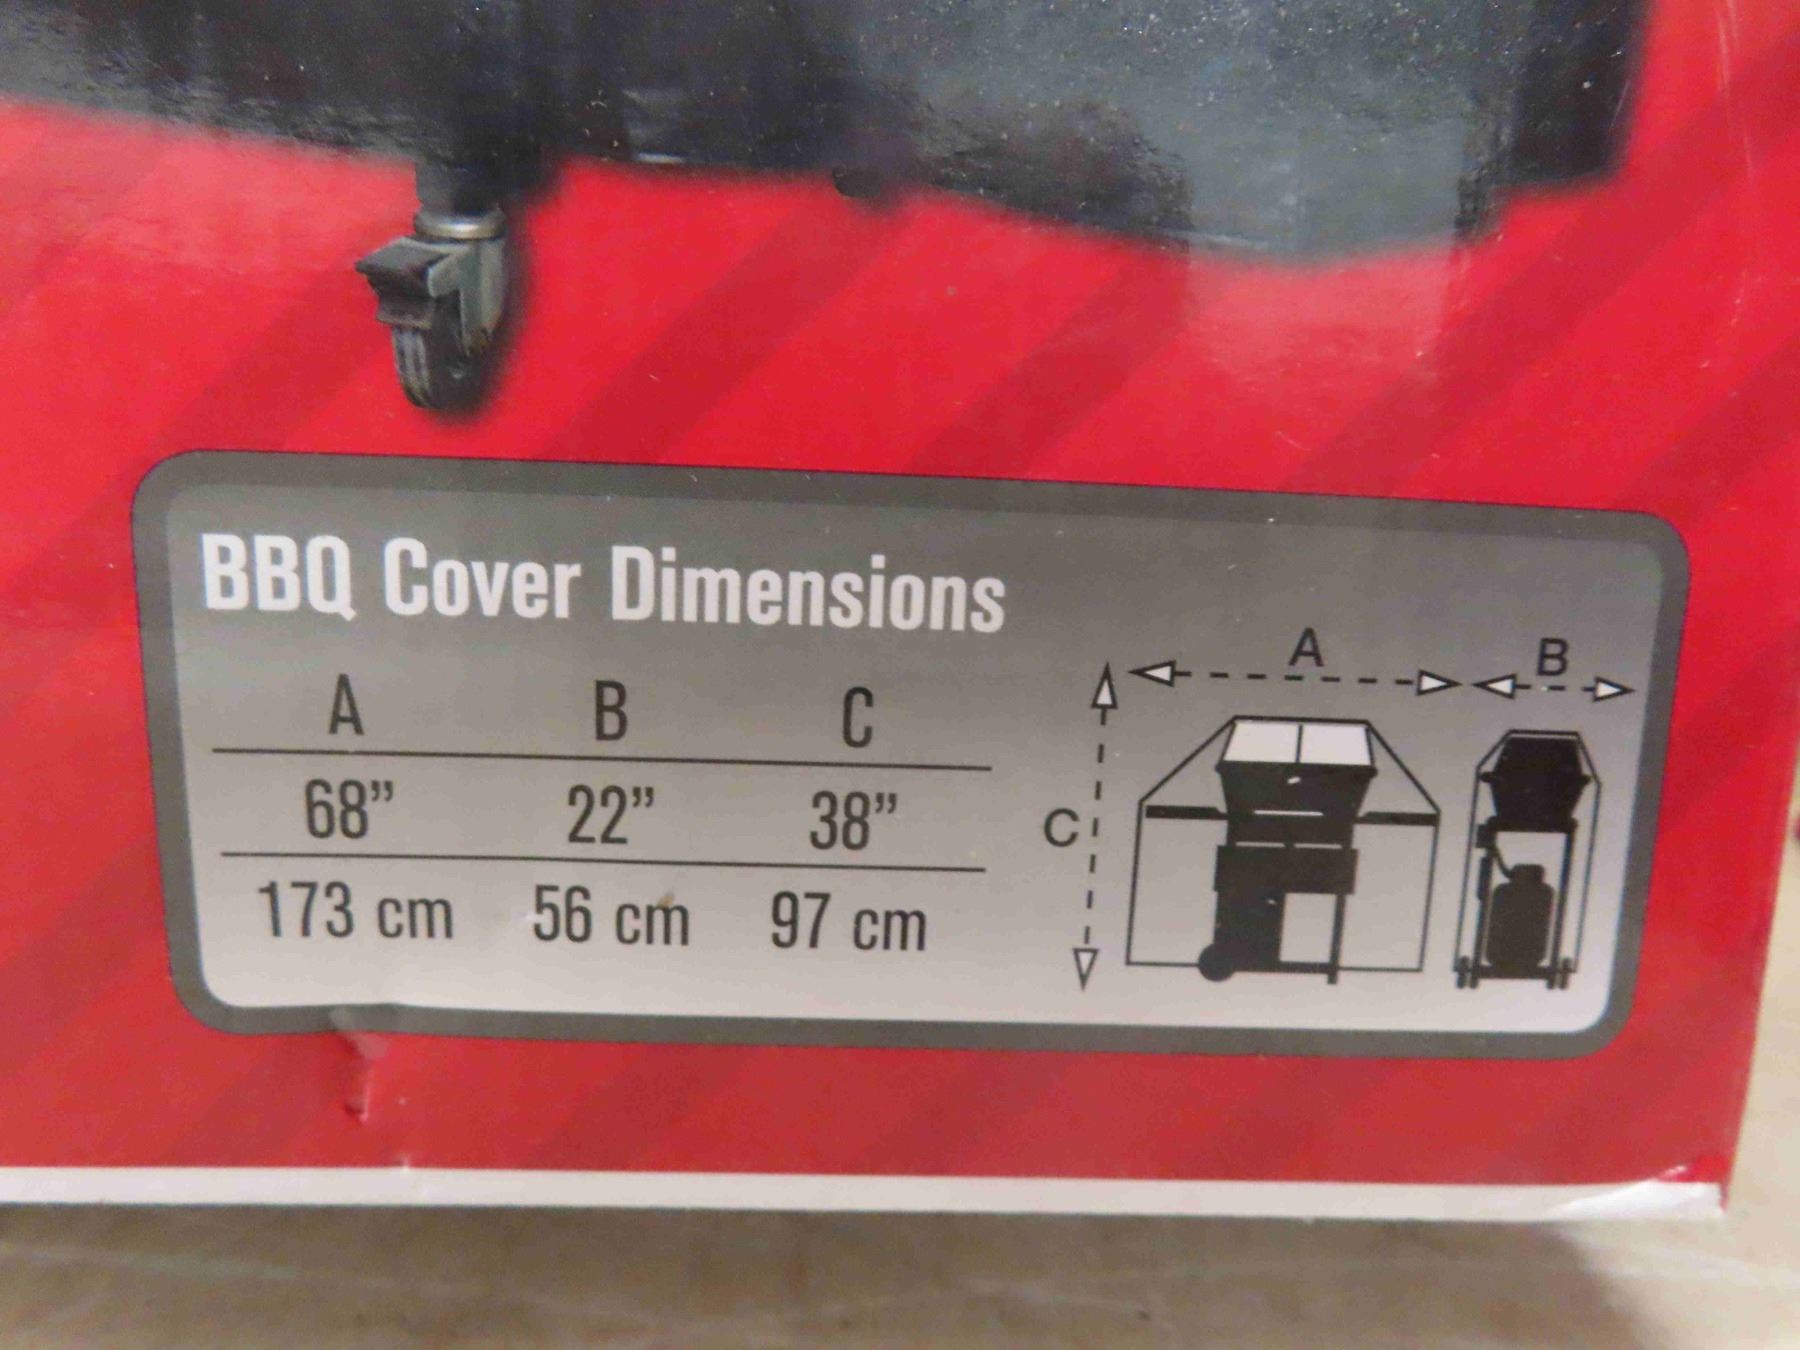 BBQ Cover Dimensions
A B C
68” 22” 38”
173 cm 56 cm 97 cm
A B
C